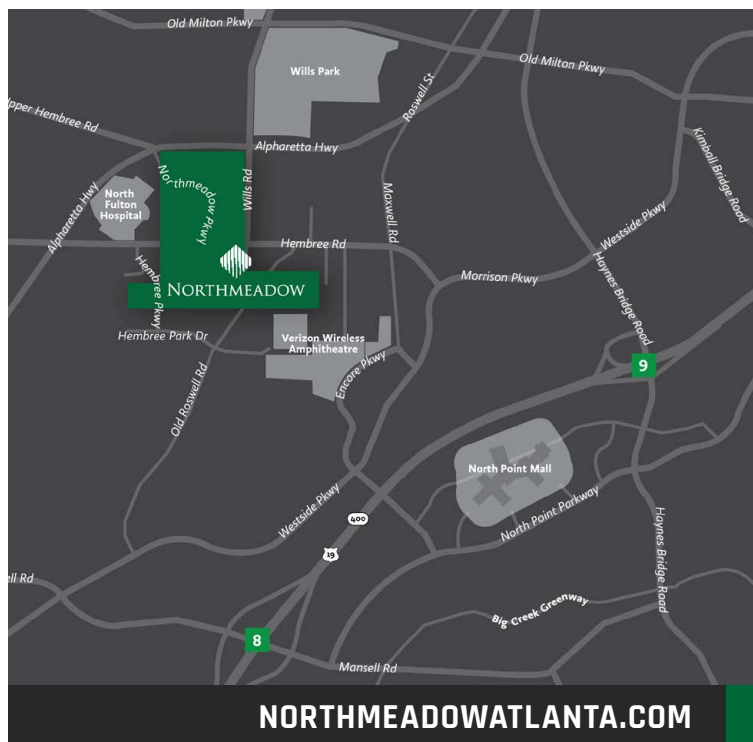 Old Milton Pkwy
Wills Park
Old Milton Pkwy
Roswell St
Upper Hembree Rd
Alpharetta Hwy
Kimball Bridge Road
Northmeadow Pkwy
Wills Rd
North
Fulton
Hospital
Maxwell Rd
Alpharetta Hwy
Westside Pkwy
Hembree Rd
Hembree Pkwy
Morrison Pkwy
Haynes Bridge Road
NORTHMEADOW
Hembree Park Dr
Verizon Wireless
Amphitheatre
Encore Pkwy
9
Old Roswell Rd
North Point Mall
Westside Pkwy
400
North Point Parkway
19
Haynes Bridge Road
ell Rd
Big Creek Greenway
8
Mansell Rd
NORTHMEADOWATLANTA.COM